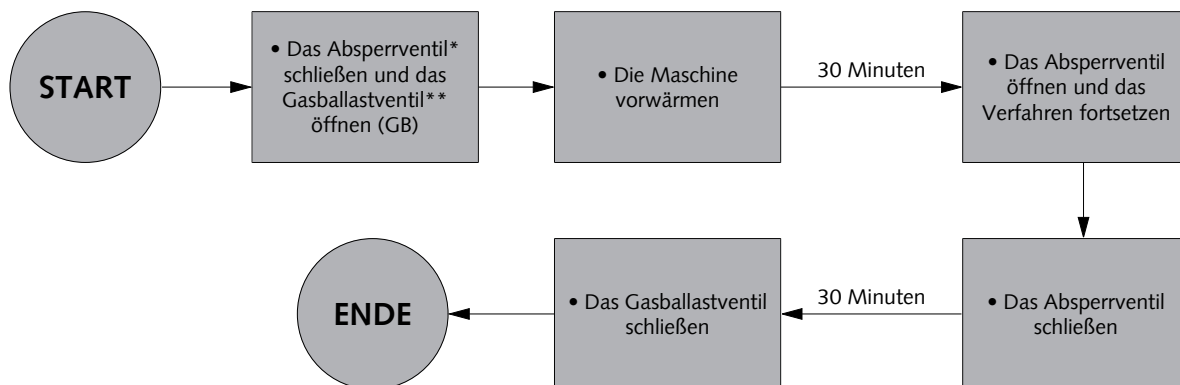 START
• Das Absperrventil*
schließen und das
Gasballastventil**
öffnen (GB)
• Die Maschine
vorwärmen
30 Minuten
• Das Absperrventil
öffnen und das
Verfahren fortsetzen
• Das Absperrventil
schließen
30 Minuten
• Das Gasballastventil
schließen
ENDE